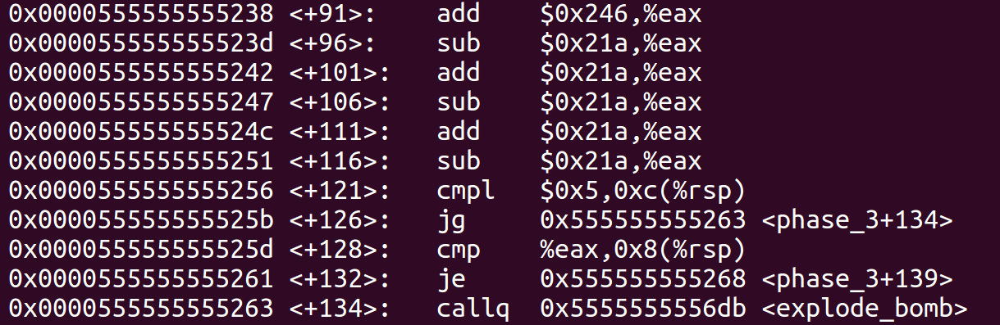 0x0000555555555238 <+91>: add $0x246,%eax
0x000055555555523d <+96>: sub $0x21a,%eax
0x0000555555555242 <+101>: add $0x21a,%eax
0x0000555555555247 <+106>: sub $0x21a,%eax
0x000055555555524c <+111>: add $0x21a,%eax
0x0000555555555251 <+116>: sub $0x21a,%eax
0x0000555555555256 <+121>: cmpl $0x5,0xc(%rsp)
0x000055555555525b <+126>: jg 0x555555555263 <phase_3+134>
0x000055555555525d <+128>: cmp %eax,0x8(%rsp)
0x0000555555555261 <+132>: je 0x555555555268 <phase_3+139>
0x0000555555555263 <+134>: callq 0x5555555556db <explode_bomb>